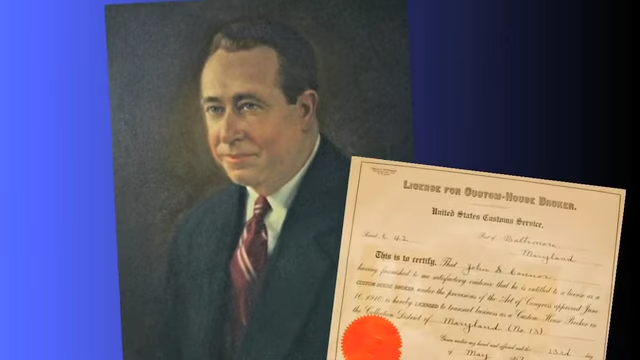 LICENSE FOR CUSTOM-HOUSE BROKER.
United States Customs Service.
No. 42 Port of Baltimore
Maryland
This is to certify, That John S. Connor
having furnished to me satisfactory evidence that he is entitled to a license as a
CUSTOM-HOUSE BROKER under the provisions of the Act of Congress approved June
10, 1910, is hereby LICENSED to transact business as a Custom-House Broker in
the Collection District of Maryland (No. 13).
Given under my hand and official seal this 23rd day
of May